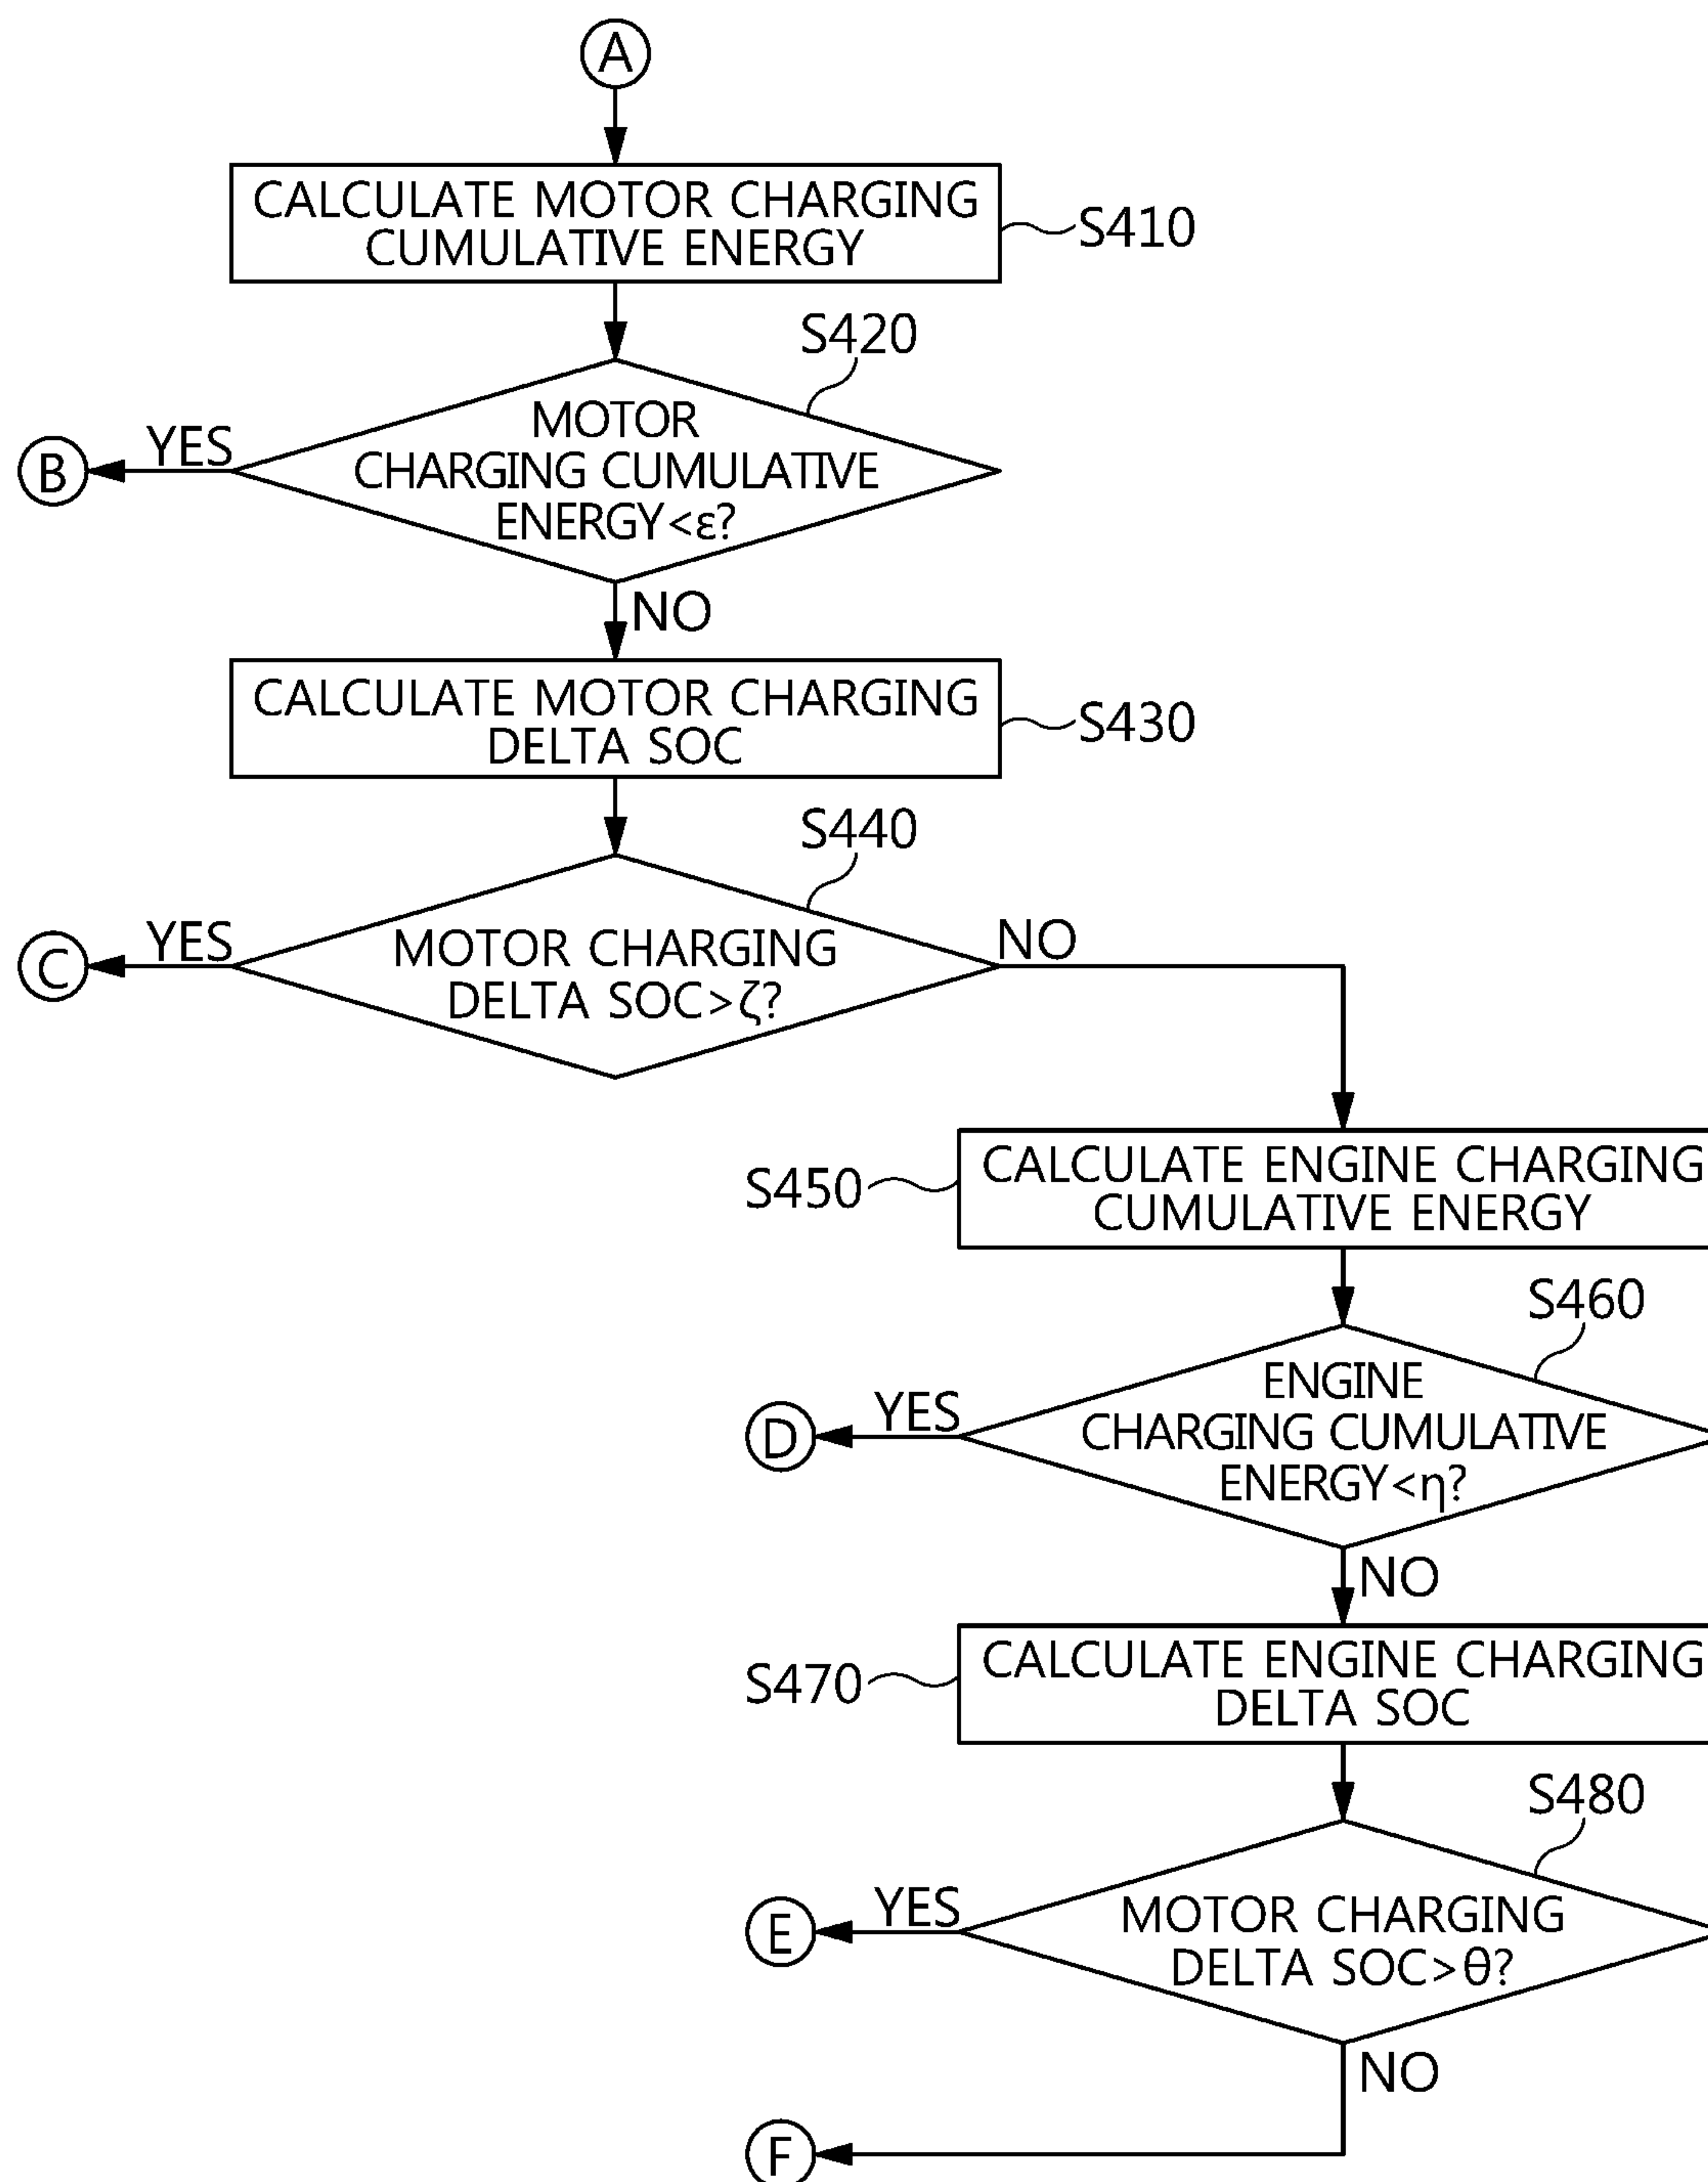 A
CALCULATE MOTOR CHARGING
CUMULATIVE ENERGY
S410
S420
MOTOR
CHARGING CUMULATIVE
ENERGY<ε?
YES
B
NO
CALCULATE MOTOR CHARGING
DELTA SOC
S430
S440
MOTOR CHARGING
DELTA SOC>ζ?
YES
C
NO
CALCULATE ENGINE CHARGING
CUMULATIVE ENERGY
S450
S460
ENGINE
CHARGING CUMULATIVE
ENERGY<η?
YES
D
NO
CALCULATE ENGINE CHARGING
DELTA SOC
S470
S480
MOTOR CHARGING
DELTA SOC>θ?
YES
E
NO
F